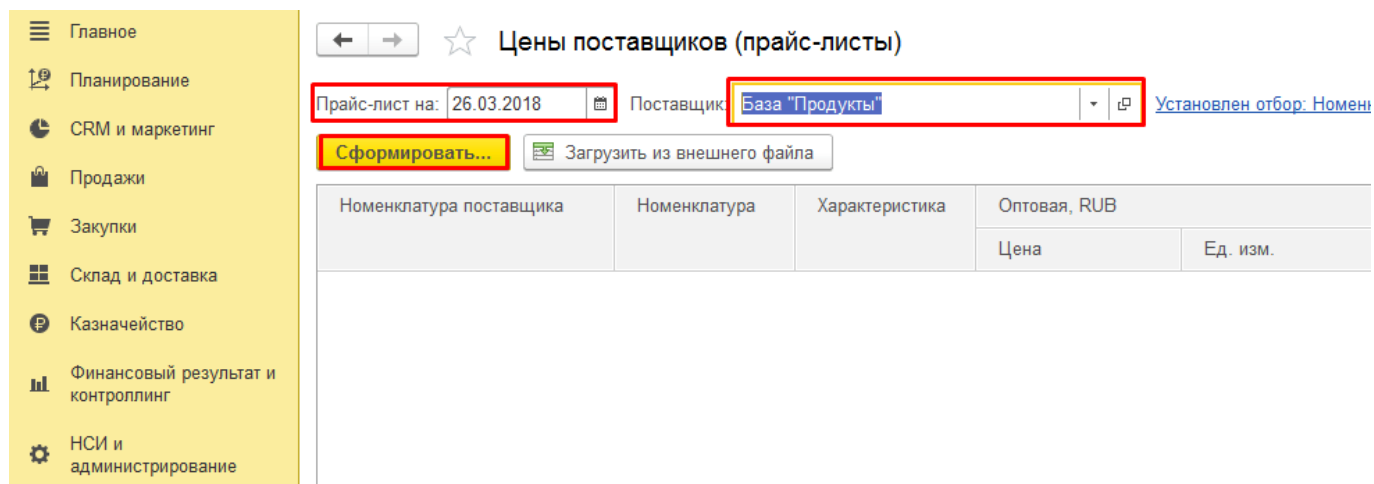 Главное
Планирование
CRM и маркетинг
Продажи
Закупки
Склад и доставка
Казначейство
Финансовый результат и
контроллинг
НСИ и
администрирование
Цены поставщиков (прайс-листы)
Прайс-лист на: 26.03.2018 Поставщик: База "Продукты" Установлен отбор:
Сформировать... Загрузить из внешнего файла
Номенклатура поставщика Номенклатура Характеристика Оптовая, RUB
Цена Ед. изм.